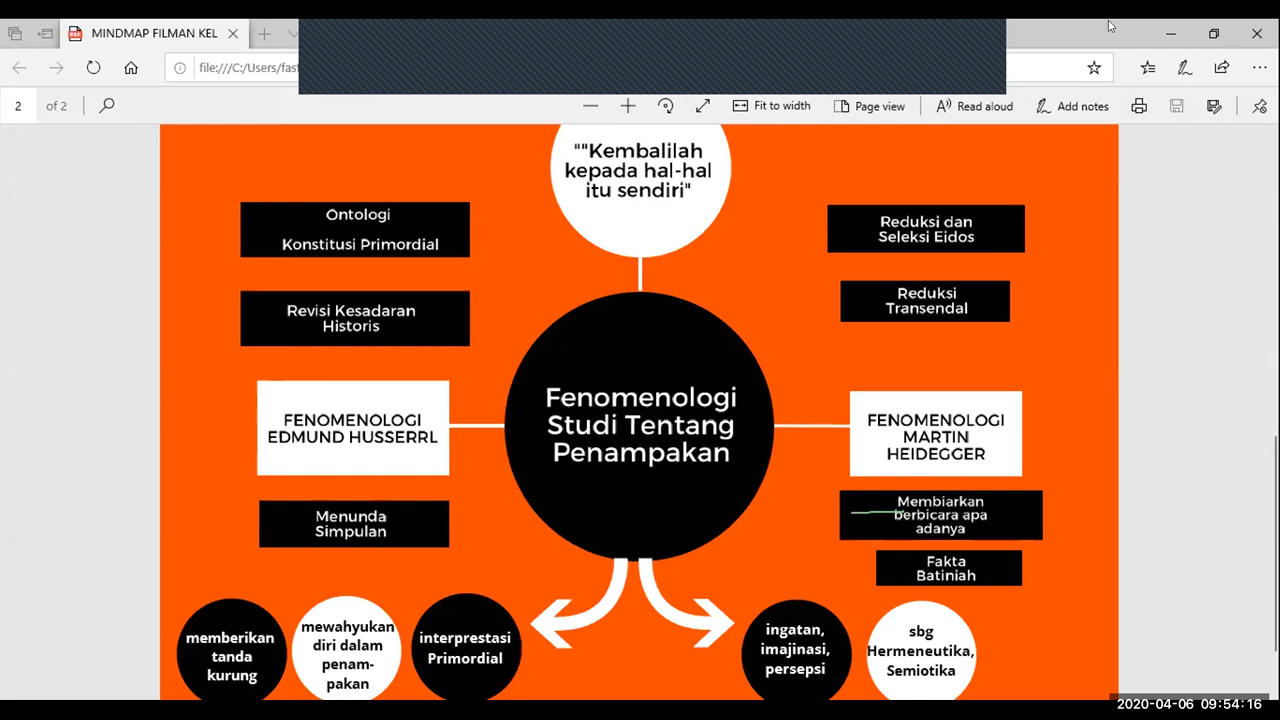 MINDMAP FILMAN KEL
file:///C:/Users/fast
2 of 2
Fit to width
Page view
Read aloud
Add notes
""Kembalilah
kepada hal-hal
itu sendiri"
Ontologi
Konstitusi Primordial
Revisi Kesadaran
Historis
FENOMENOLOGI
EDMUND HUSSERRL
Menunda
Simpulan
Fenomenologi
Studi Tentang
Penampakan
Reduksi dan
Seleksi Eidos
Reduksi
Transendal
FENOMENOLOGI
MARTIN
HEIDEGGER
Membiarkan
berbicara apa
adanya
Fakta
Batiniah
memberikan
tanda
kurung
mewahyukan
diri dalam
penam-
pakan
interprestasi
Primordial
ingatan,
imajinasi,
persepsi
sbg
Hermeneutika,
Semiotika
2020-04-06 09:54:16